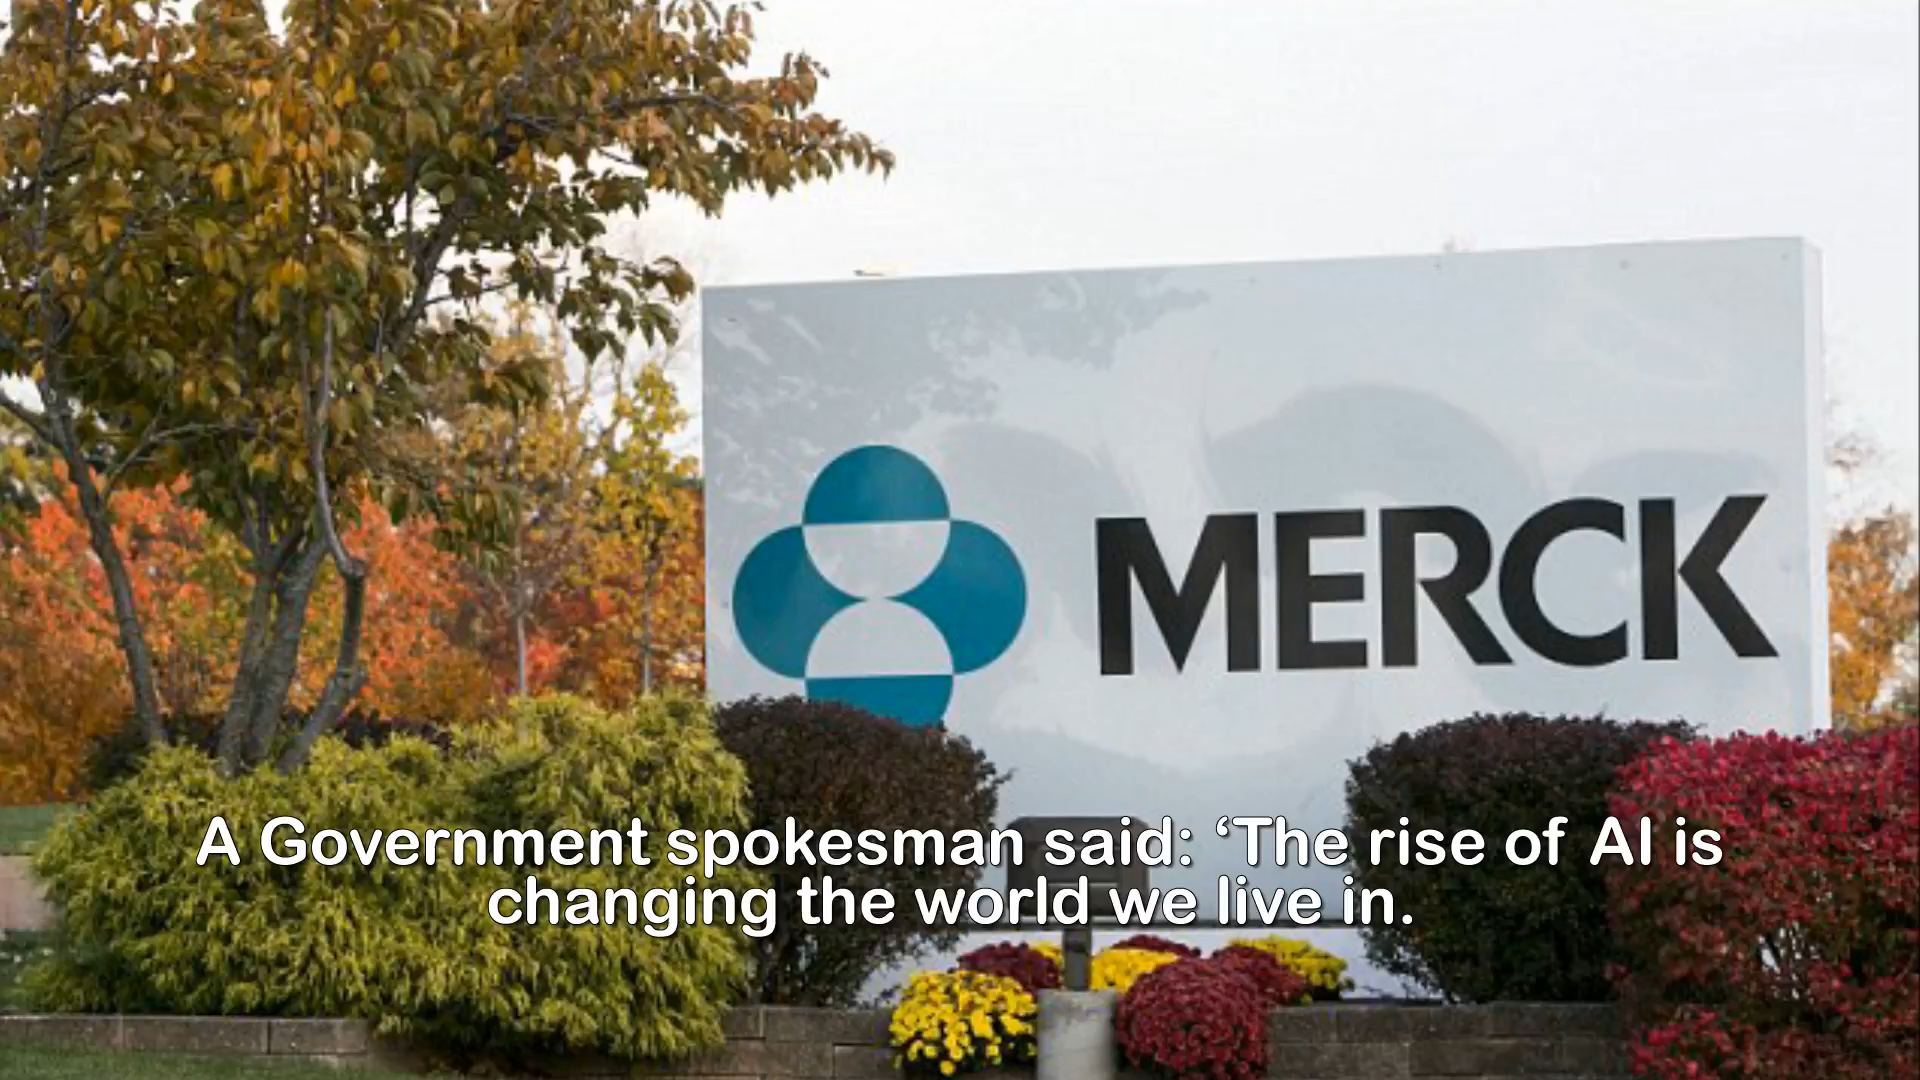 MERCK
A Government spokesman said: ‘The rise of AI is
changing the world we live in.